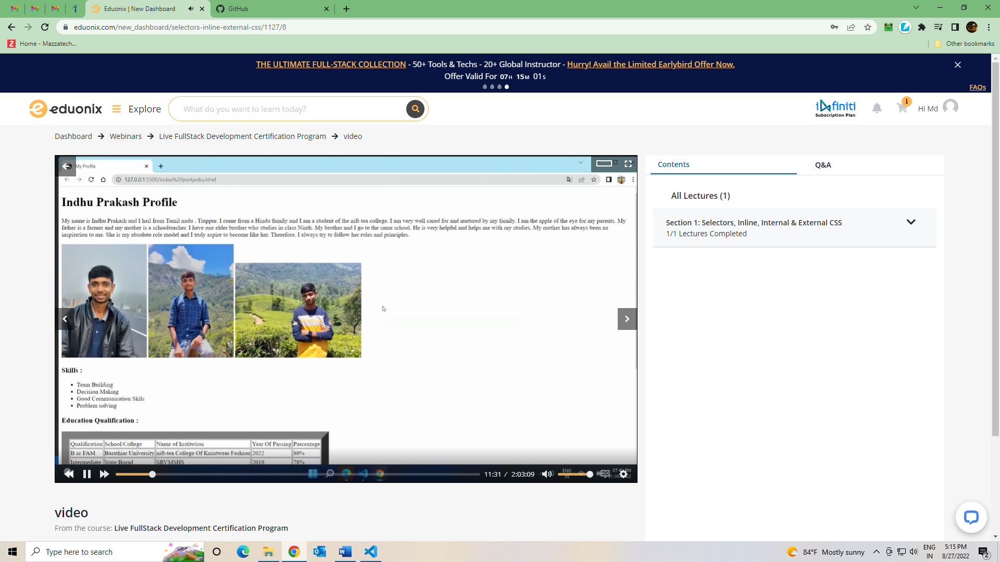 Eduonix | New Dashboard
GitHub
eduonix.com/new_dashboard/selectors-inline-external-css/1127/8
Home - Mazzatech...
Other bookmarks
THE ULTIMATE FULL-STACK COLLECTION - 50+ Tools & Techs - 20+ Global Instructor - Hurry! Avail the Limited Earlybird Offer Now.
Offer Valid For 07H 15M 01S
FAQs
eduonix
Explore
What do you want to learn today?
infiniti
Subscription Plan
1
Hi Md
Dashboard → Webinars → Live FullStack Development Certification Program → video
My Profile
127.0.0.1:5500/index%20portpolio.html
Indhu Prakash Profile
My name is Indhu Prakash and I hail from Tamil nadu , Tiuppur. I come from a Hindu family and I am a student of the nift-tea college. I am very well cared for and nurtured by my family. I am the apple of the eye for my parents. My
father is a farmer and my mother is a schoolteacher. I have one elder brother who studies in class Ninth. My brother and I go to the same school. He is very helpful and helps me with my studies. My mother has always been an
inspiration to me. She is my absolute role model and I truly aspire to become like her. Therefore, I always try to follow her rules and principles.
Skills :
• Team Building
• Decision Making
• Good Communication Skils
• Problem solving
Education Qualification :
Qualification School/College Name of Institution Year Of Passing Parcentage
B.sc FAM Barathiar University nift-tea College Of Knintwear Fashion 2022 80%
Intermediate State Borad SRVMSHS 2019 78%
11:31 / 2:03:09
ENG
IN
CC
07:46 PM
21-08-2022
Contents
Q&A
All Lectures (1)
Section 1: Selectors, Inline, Internal & External CSS
1/1 Lectures Completed
video
From the course: Live FullStack Development Certification Program
Type here to search
84°F Mostly sunny
ENG
IN
5:15 PM
8/27/2022
2